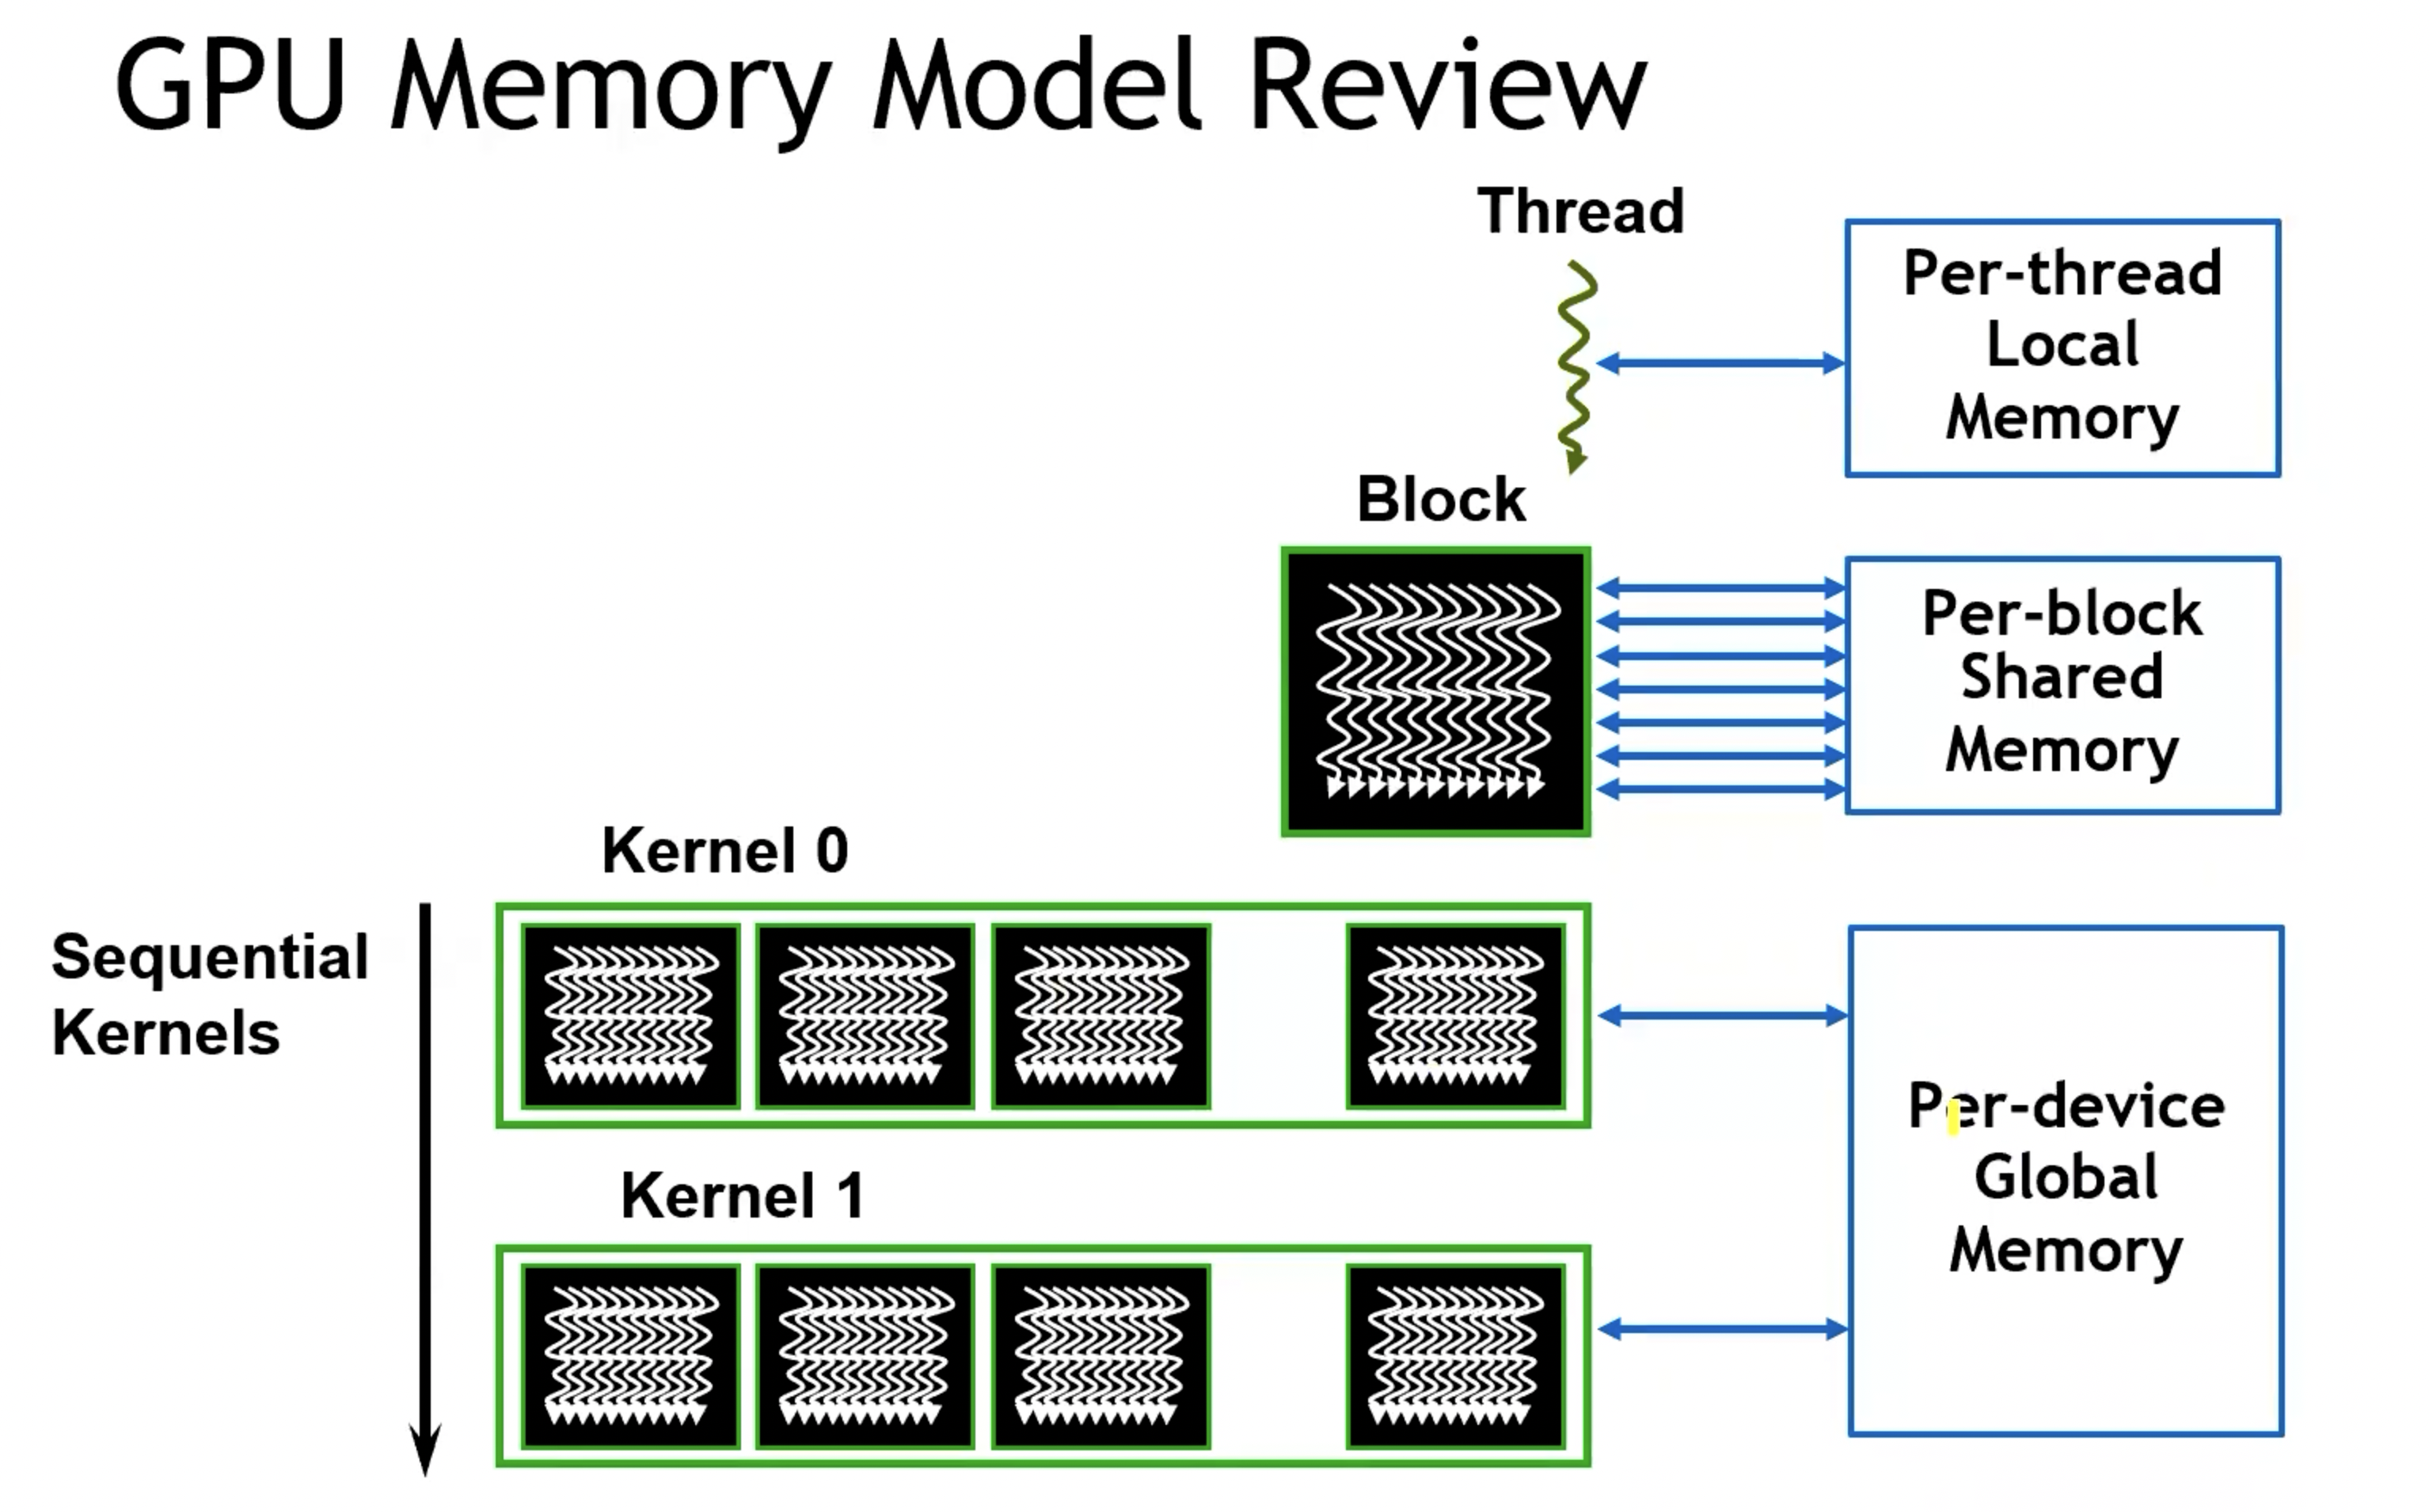 GPU Memory Model Review
Thread
Per-thread
Local
Memory
Block
Per-block
Shared
Memory
Kernel 0
Sequential
Kernels
Per-device
Global
Memory
Kernel 1